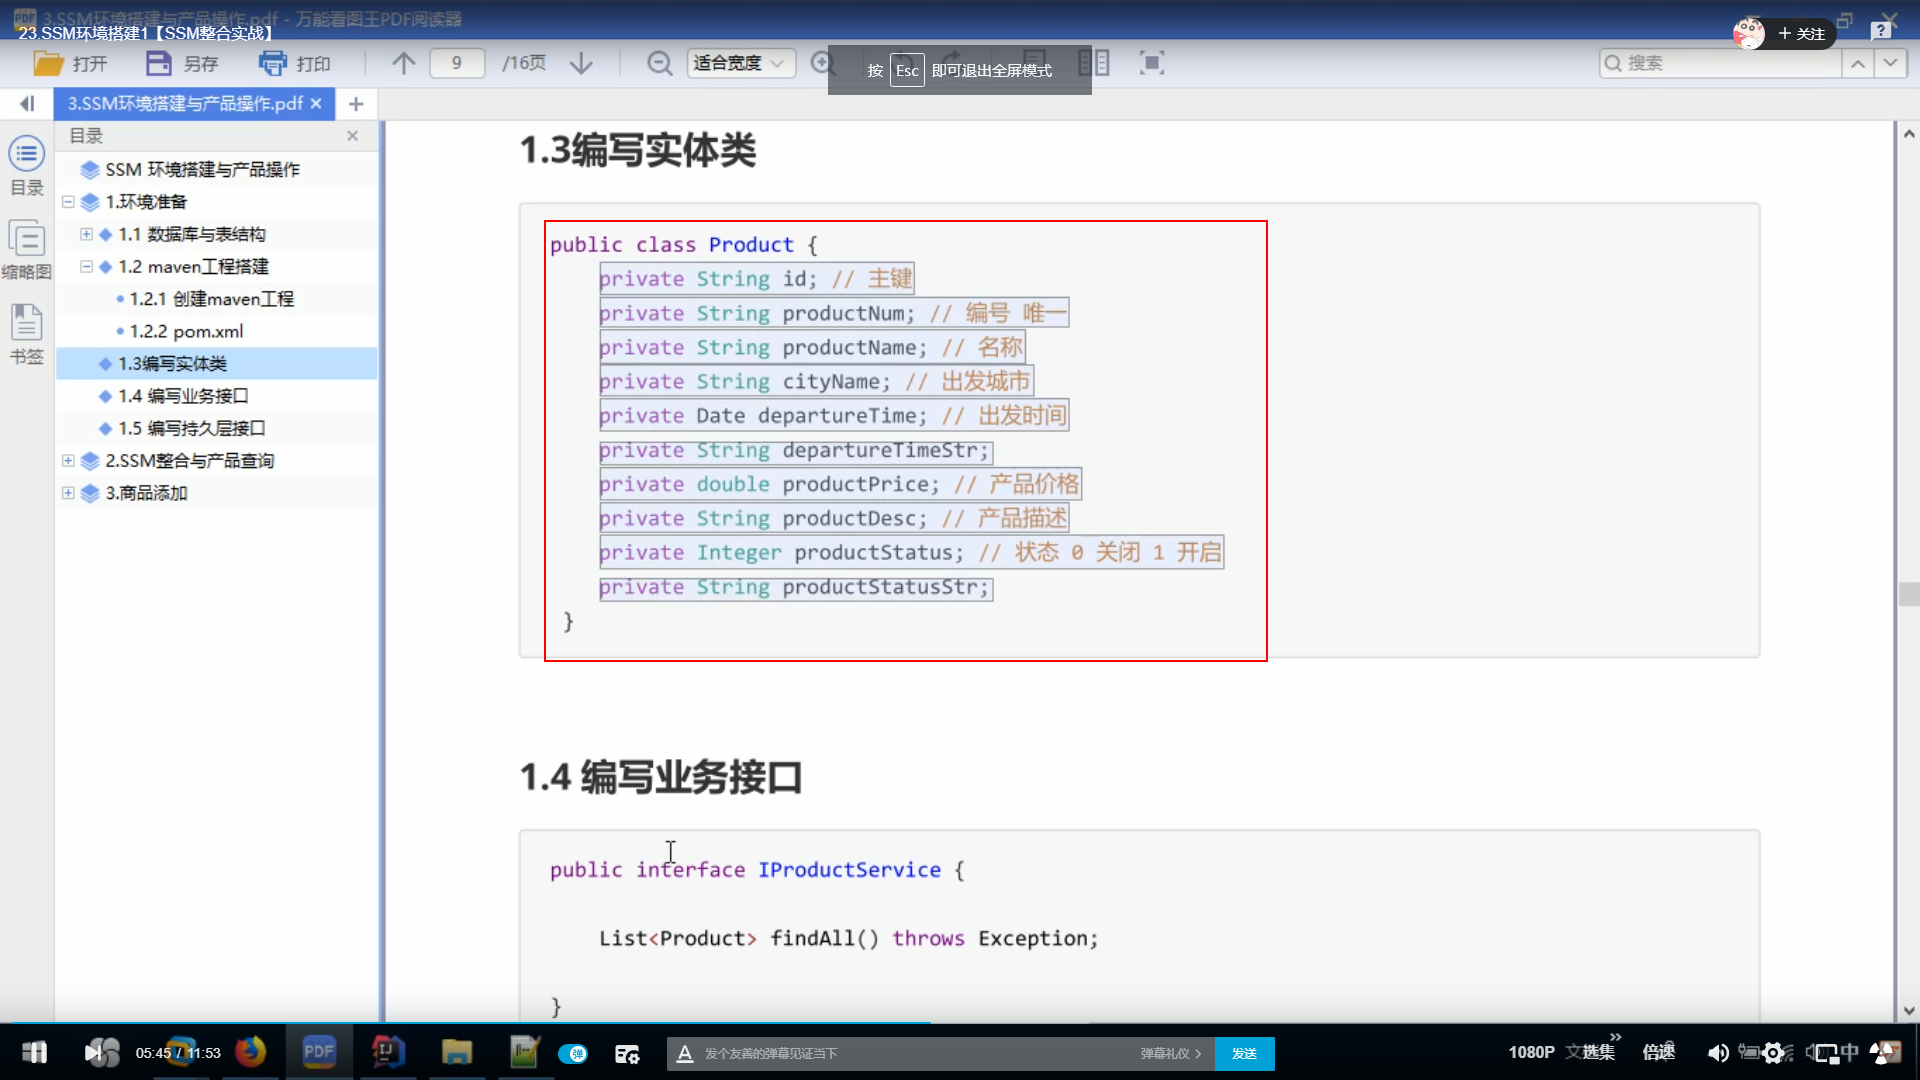 3.SSM环境搭建与产品操作.pdf - 万能看图王PDF阅读器
23.SSM环境搭建1【SSM整合实战】
+ 关注
打开 另存 打印 9 /16页 适合宽度 搜索
按 Esc 即可退出全屏模式
3.SSM环境搭建与产品操作.pdf × +
目录
目录
缩略图
书签
SSM 环境搭建与产品操作
1.环境准备
1.1 数据库与表结构
1.2 maven工程搭建
1.2.1 创建maven工程
1.2.2 pom.xml
1.3编写实体类
1.4 编写业务接口
1.5 编写持久层接口
2.SSM整合与产品查询
3.商品添加
1.3编写实体类
public class Product {
private String id; // 主键
private String productNum; // 编号 唯一
private String productName; // 名称
private String cityName; // 出发城市
private Date departureTime; // 出发时间
private String departureTimeStr;
private double productPrice; // 产品价格
private String productDesc; // 产品描述
private Integer productStatus; // 状态 0 关闭 1 开启
private String productStatusStr;
}
1.4 编写业务接口
public interface IProductService {
List<Product> findAll() throws Exception;
}
05:45 / 11:53 PDF IJ 弹 A 发个友善的弹幕见证当下 弹幕礼仪 > 发送 1080P 选集 倍速 中